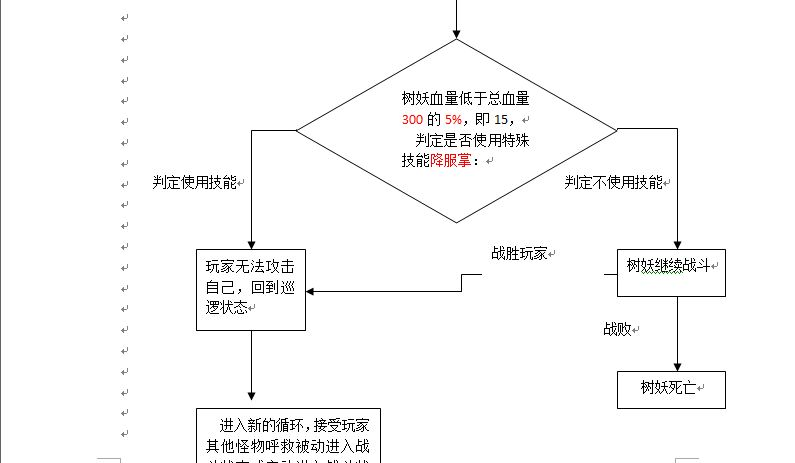 树妖血量低于总血量
300 的 5%，即 15，
判定是否使用特殊
技能降服掌：
判定使用技能
判定不使用技能
战胜玩家
玩家无法攻击
自己，回到巡
逻状态
树妖继续战斗
战败
树妖死亡
进入新的循环，接受玩家
其他怪物呼救被动进入战